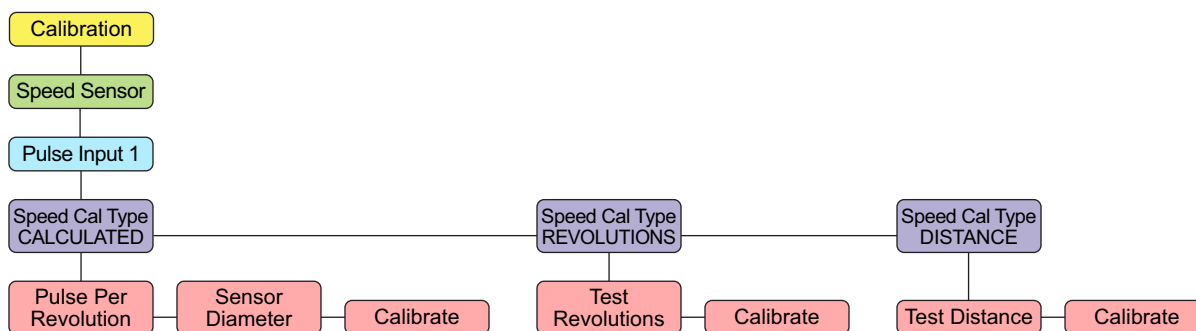 Calibration
Speed Sensor
Pulse Input 1
Speed Cal Type
CALCULATED
Speed Cal Type
REVOLUTIONS
Speed Cal Type
DISTANCE
Pulse Per
Revolution
Sensor
Diameter
Calibrate
Test
Revolutions
Calibrate
Test Distance
Calibrate